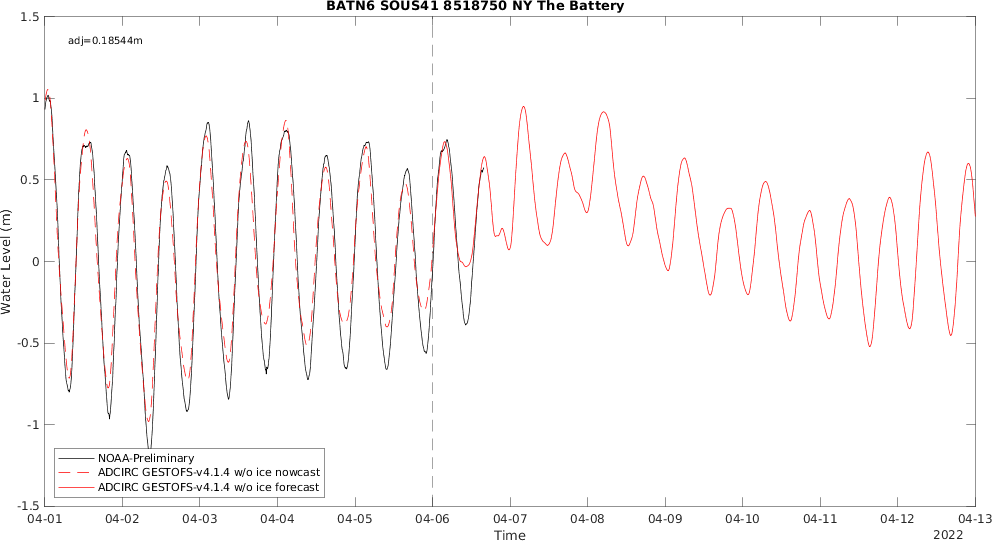 BATN6 SOUS41 8518750 NY The Battery
adj=0.18544m
1.5
1
0.5
0
-0.5
-1
-1.5
Water Level (m)
NOAA-Preliminary
ADCIRC GESTOFS-v4.1.4 w/o ice nowcast
ADCIRC GESTOFS-v4.1.4 w/o ice forecast
04-01 04-02 04-03 04-04 04-05 04-06 04-07 04-08 04-09 04-10 04-11 04-12 04-13
Time
2022